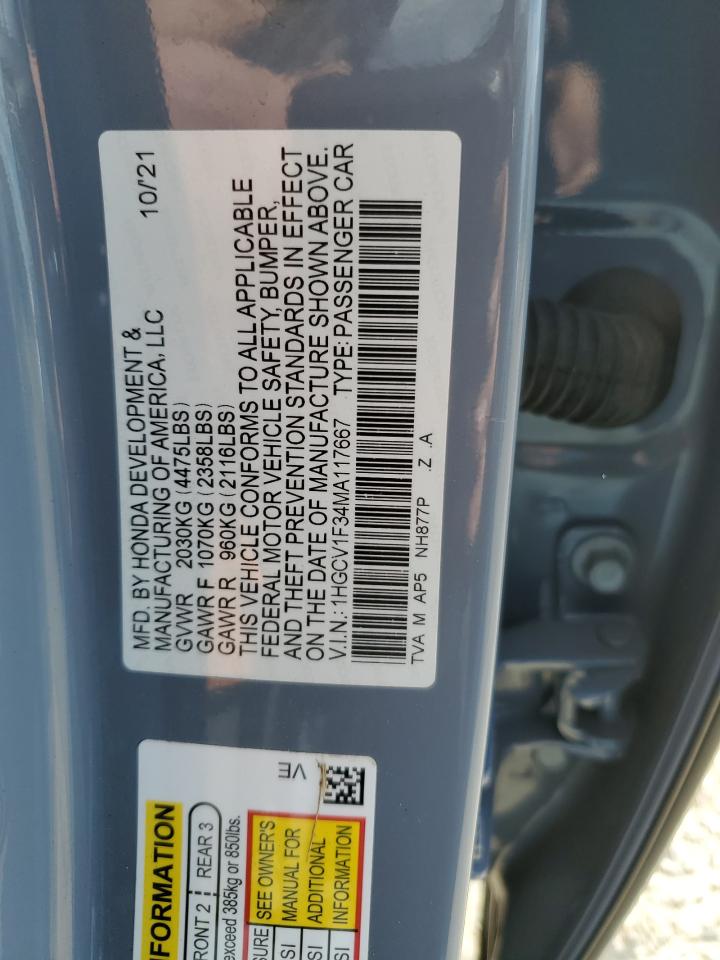 MFD. BY HONDA DEVELOPMENT & 10/'21
MANUFACTURING OF AMERICA, LLC
GVWR 2030KG (4475LBS)
GAWR F 1070KG (2358LBS)
GAWR R 960KG (2116LBS)
THIS VEHICLE CONFORMS TO ALL APPLICABLE
FEDERAL MOTOR VEHICLE SAFETY, BUMPER,
AND THEFT PREVENTION STANDARDS IN EFFECT
ON THE DATE OF MANUFACTURE SHOWN ABOVE.
V.I.N.: 1HGCV1F34MA117667 TYPE: PASSENGER CAR
TVA M AP5 NH877P .Z .A
VE
FORMATION
RONT 2 REAR 3
exceed 385kg or 850lbs.
SURE SEE OWNER'S
SI MANUAL FOR
SI ADDITIONAL
SI INFORMATION